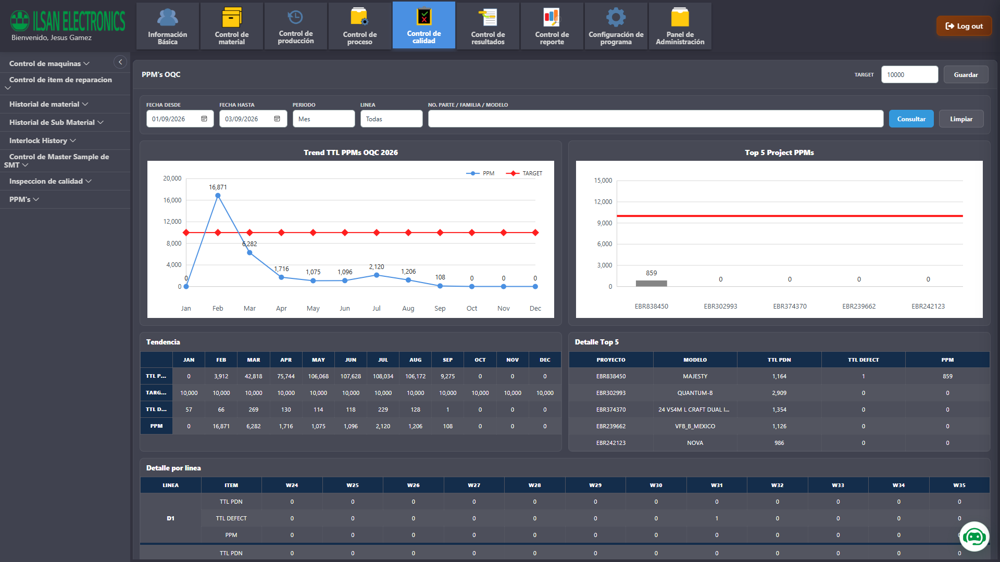 ILSAN ELECTRONICS
Bienvenido, Jesus Gamez
Información Básica
Control de material
Control de producción
Control de proceso
Control de calidad
Control de resultados
Control de reporte
Configuración de programa
Panel de Administración
Log out
Control de maquinas
Control de item de reparacion
Historial de material
Historial de Sub Material
Interlock History
Control de Master Sample de SMT
Inspeccion de calidad
PPM's
PPM's OQC
TARGET 10000 Guardar
FECHA DESDE FECHA HASTA PERIODO LINEA NO. PARTE / FAMILIA / MODELO
01/09/2026 03/09/2026 Mes Todas Consultar Limpiar
Trend TTL PPMs OQC 2026
PPM TARGET
20,000
16,000
12,000
8,000
4,000
0
0 16,871 6,282 1,716 1,075 1,096 2,120 1,206 108 0 0 0
Jan Feb Mar Apr May Jun Jul Aug Sep Oct Nov Dec
Top 5 Project PPMs
15,000
12,000
9,000
6,000
3,000
0
859 0 0 0 0
EBR838450 EBR302993 EBR374370 EBR239662 EBR242123
Tendencia
JAN FEB MAR APR MAY JUN JUL AUG SEP OCT NOV DEC
TTL P... 0 3,912 42,818 75,744 106,068 107,628 108,034 106,172 9,275 0 0 0
TARG... 10,000 10,000 10,000 10,000 10,000 10,000 10,000 10,000 10,000 10,000 10,000 10,000
TTL D... 57 66 269 130 114 118 229 128 1 0 0 0
PPM 0 16,871 6,282 1,716 1,075 1,096 2,120 1,206 108 0 0 0
Detalle Top 5
PROYECTO MODELO TTL PDN TTL DEFECT PPM
EBR838450 MAJESTY 1,164 1 859
EBR302993 QUANTUM-B 2,909 0 0
EBR374370 24 VS4M L CRAFT DUAL I... 1,354 0 0
EBR239662 VFB_B_MEXICO 1,126 0 0
EBR242123 NOVA 986 0 0
Detalle por linea
LINEA ITEM W24 W25 W26 W27 W28 W29 W30 W31 W32 W33 W34 W35
TTL PDN 0 0 0 0 0 0 0 0 0 0 0 0
D1 TTL DEFECT 0 0 0 0 0 0 0 1 0 0 0 0
PPM 0 0 0 0 0 0 0 0 0 0 0 0
TTL PDN 0 0 0 0 0 0 0 0 0 0 0 0